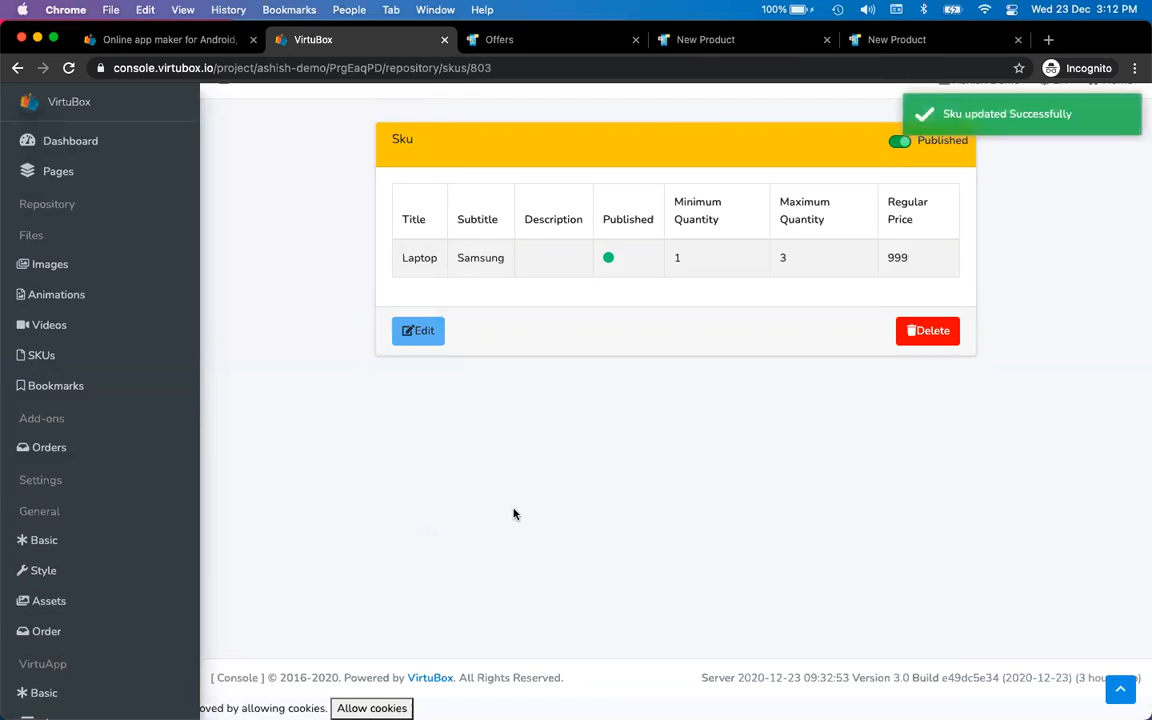 Chrome File Edit View History Bookmarks People Tab Window Help 100% Wed 23 Dec 3:12 PM
Online app maker for Android, VirtuBox Offers New Product New Product
console.virtubox.io/project/ashish-demo/PrgEaqPD/repository/skus/803 Incognito
VirtuBox
Dashboard
Pages
Repository
Files
Images
Animations
Videos
SKUs
Bookmarks
Add-ons
Orders
Settings
General
Basic
Style
Assets
Order
VirtuApp
Basic
Sku updated Successfully
Sku Published
Title Subtitle Description Published Minimum Quantity Maximum Quantity Regular Price
Laptop Samsung 1 3 999
Edit Delete
[ Console ] © 2016-2020. Powered by VirtuBox. All Rights Reserved. Server 2020-12-23 09:32:53 Version 3.0 Build e49dc5e34 (2020-12-23) (3 hou
oved by allowing cookies. Allow cookies